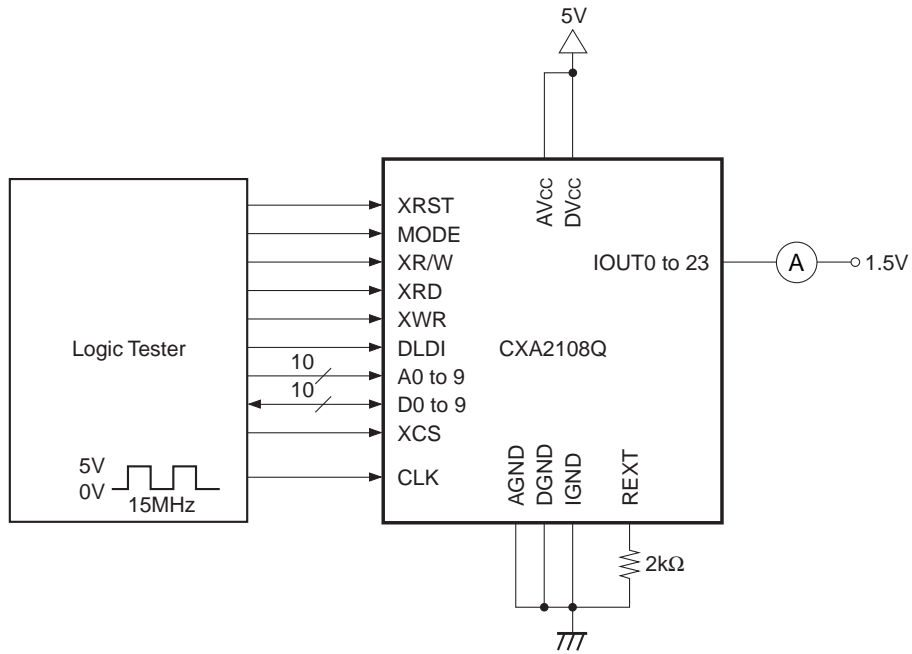 5V
AVCC
DVCC
XRST
MODE
XR/W
IOUT0 to 23
A
1.5V
XRD
XWR
Logic Tester
DLDI
CXA2108Q
10
A0 to 9
10
D0 to 9
XCS
5V
0V
15MHz
CLK
AGND
DGND
IGND
REXT
2kΩ